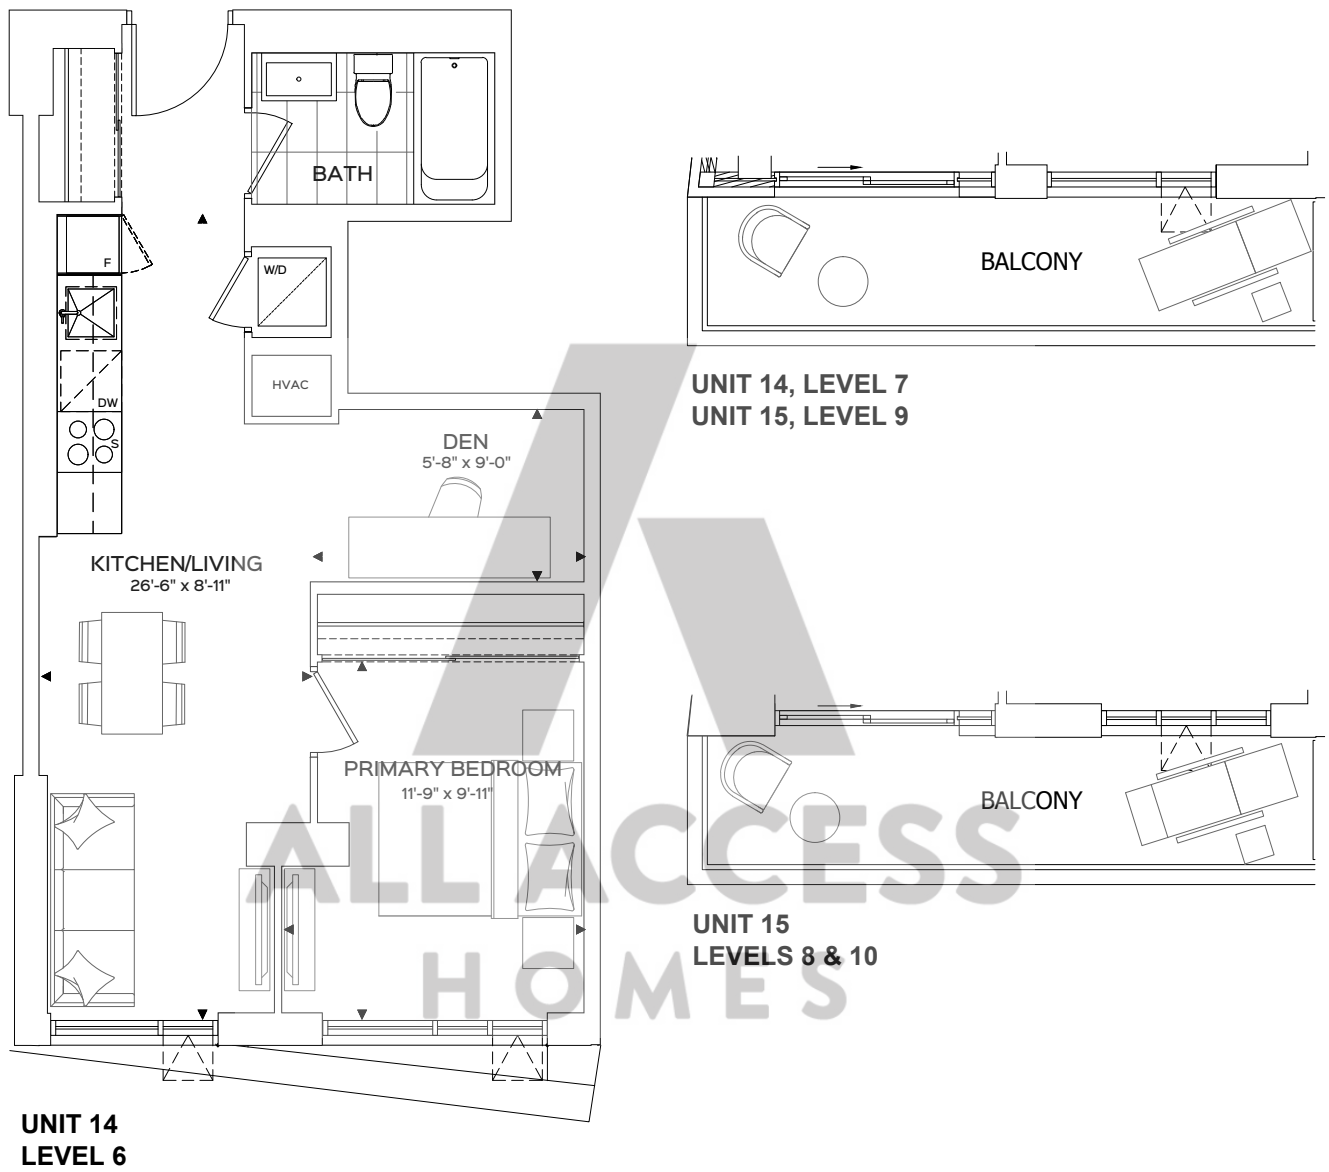 BATH
F
W/D
HVAC
DW
S
DEN
5'-8" x 9'-0"
KITCHEN/LIVING
26'-6" x 8'-11"
PRIMARY BEDROOM
11'-9" x 9'-11"
UNIT 14
LEVEL 6
BALCONY
UNIT 14, LEVEL 7
UNIT 15, LEVEL 9
BALCONY
UNIT 15
LEVELS 8 & 10
ALL ACCESS
HOMES